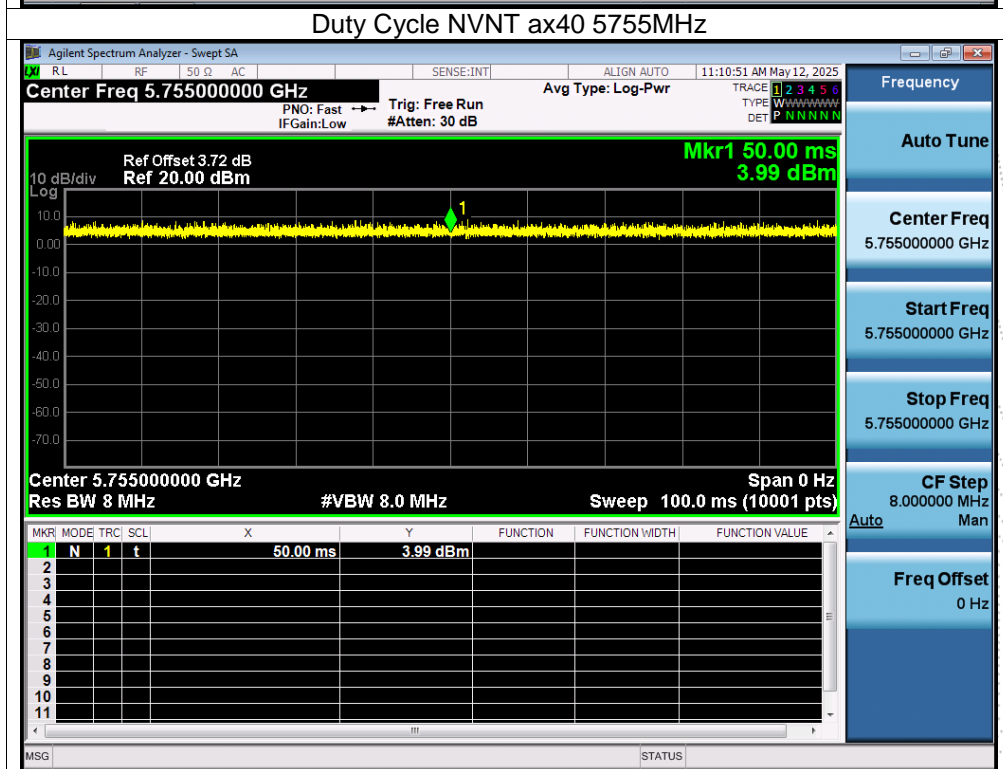 Duty Cycle NVNT ax40 5755MHz
Agilent Spectrum Analyzer - Swept SA
LXI RL RF 50 Ω AC SENSE:INT ALIGN AUTO 11:10:51 AM May 12, 2025
Center Freq 5.755000000 GHz
PNO: Fast
IFGain:Low
Trig: Free Run
#Atten: 30 dB
Avg Type: Log-Pwr
TRACE 1 2 3 4 5 6
TYPE WWWWWWW
DET P N N N N N
Ref Offset 3.72 dB
10 dB/div Ref 20.00 dBm
Log
Mkr1 50.00 ms
3.99 dBm
1
10.0
0.00
-10.0
-20.0
-30.0
-40.0
-50.0
-60.0
-70.0
Center 5.755000000 GHz Span 0 Hz
Res BW 8 MHz #VBW 8.0 MHz Sweep 100.0 ms (10001 pts)
MKR MODE TRC SCL X Y FUNCTION FUNCTION WIDTH FUNCTION VALUE
1 N 1 t 50.00 ms 3.99 dBm
2
3
4
5
6
7
8
9
10
11
MSG STATUS
Frequency
Auto Tune
Center Freq
5.755000000 GHz
Start Freq
5.755000000 GHz
Stop Freq
5.755000000 GHz
CF Step
8.000000 MHz
Auto Man
Freq Offset
0 Hz